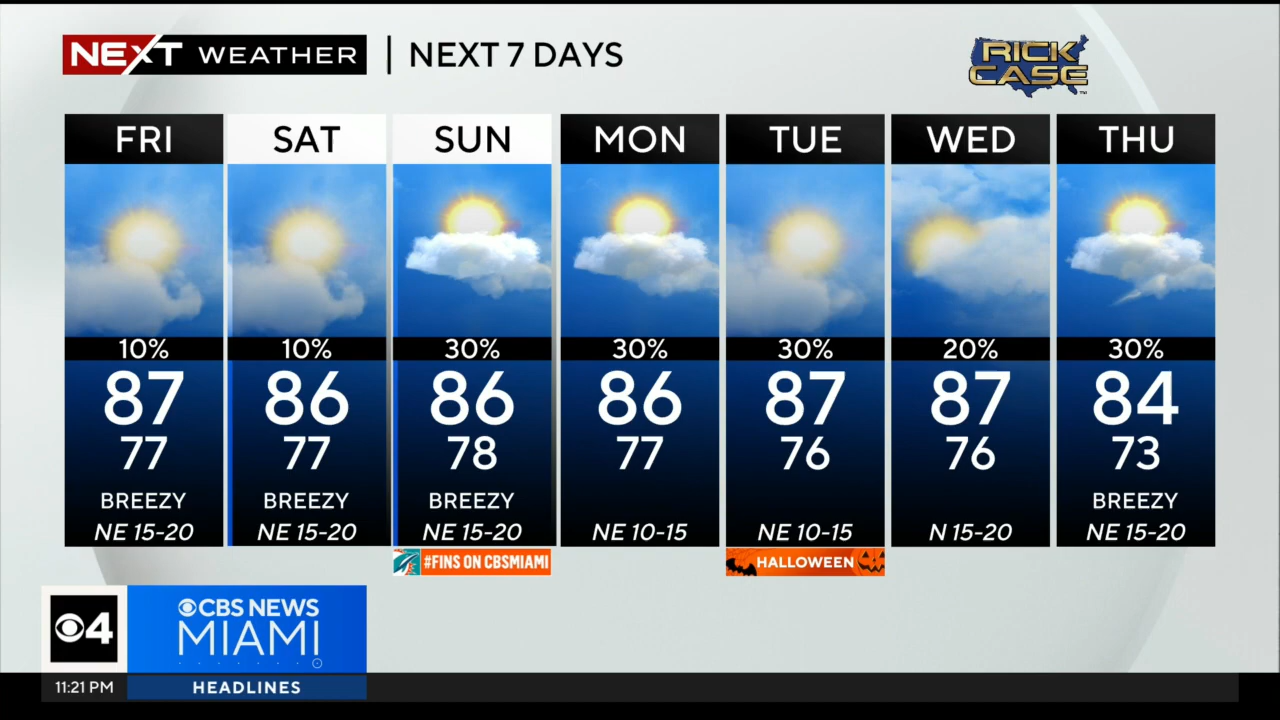 NEXT WEATHER | NEXT 7 DAYS
RICK
CASE
™
FRI SAT SUN MON TUE WED THU
10% 10% 30% 30% 30% 20% 30%
87 86 86 86 87 87 84
77 77 78 77 76 76 73
BREEZY BREEZY BREEZY BREEZY
NE 15-20 NE 15-20 NE 15-20 NE 10-15 NE 10-15 N 15-20 NE 15-20
#FINS ON CBSMIAMI HALLOWEEN
4 CBS NEWS
MIAMI
11:21 PM HEADLINES